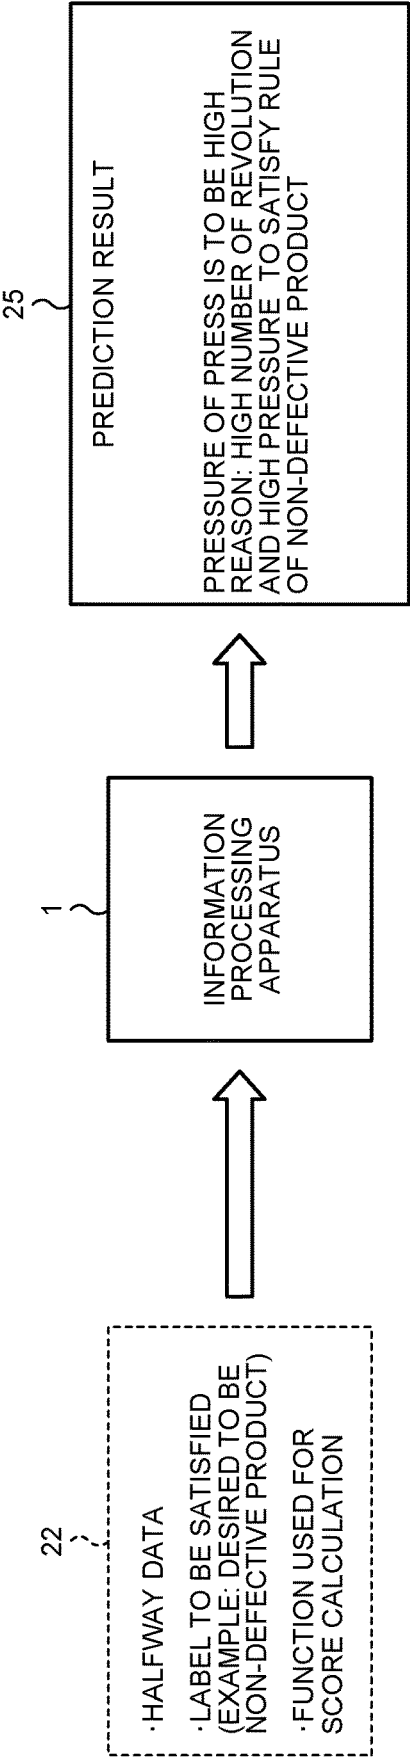 22
·HALFWAY DATA
·LABEL TO BE SATISFIED
(EXAMPLE: DESIRED TO BE
NON-DEFECTIVE PRODUCT)
·FUNCTION USED FOR
SCORE CALCULATION
1
INFORMATION
PROCESSING
APPARATUS
25
PREDICTION RESULT
PRESSURE OF PRESS IS TO BE HIGH
REASON: HIGH NUMBER OF REVOLUTION
AND HIGH PRESSURE TO SATISFY RULE
OF NON-DEFECTIVE PRODUCT